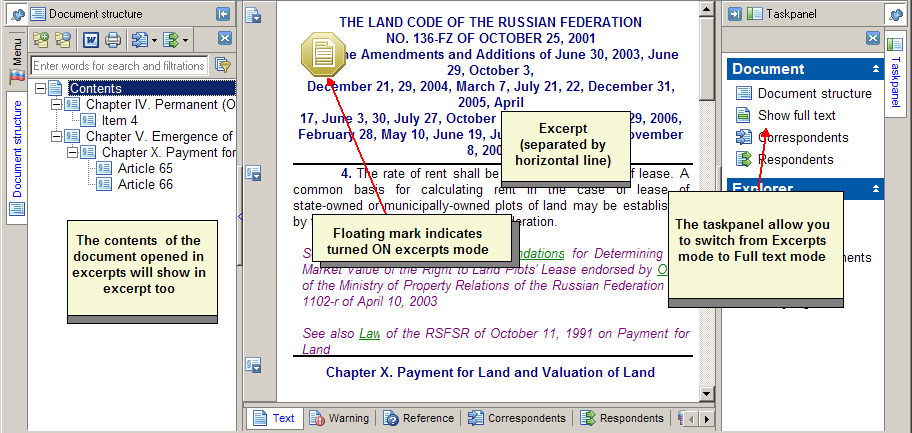 Document structure
Menu
Document structure
Enter words for search and filtrations
Contents
Chapter IV. Permanent (O
Item 4
Chapter V. Emergence of
Chapter X. Payment for
Article 65
Article 66
The contents of the
document opened in
excerpts will show in
excerpt too
THE LAND CODE OF THE RUSSIAN FEDERATION
NO. 136-FZ OF OCTOBER 25, 2001
e Amendments and Additions of June 30, 2003, June
29, October 3,
December 21, 29, 2004, March 7, July 21, 22, December 31,
2005, April
17, June 3, 30, July 27, October 29, 2006,
February 28, May 10, June 19, Ju ovember
8, 200
Excerpt
(separated by
horizontal line)
4. The rate of rent shall be of lease. A
common basis for calculating rent in the case of lease of
state-owned or municipally-owned plots of land may be establis
by eration.
Floating mark indicates
turned ON excerpts mode
S ndations for Determining
Market Value of the Right to Land Plots' Lease endorsed by O
of the Ministry of Property Relations of the Russian Federation
1102-r of April 10, 2003
See also Law of the RSFSR of October 11, 1991 on Payment for
Land
Chapter X. Payment for Land and Valuation of Land
Text Warning Reference Correspondents Respondents
Taskpanel
Taskpanel
Document
Document structure
Show full text
Correspondents
Respondents
Explorer
The taskpanel allow you
to switch from Excerpts
mode to Full text mode
ments